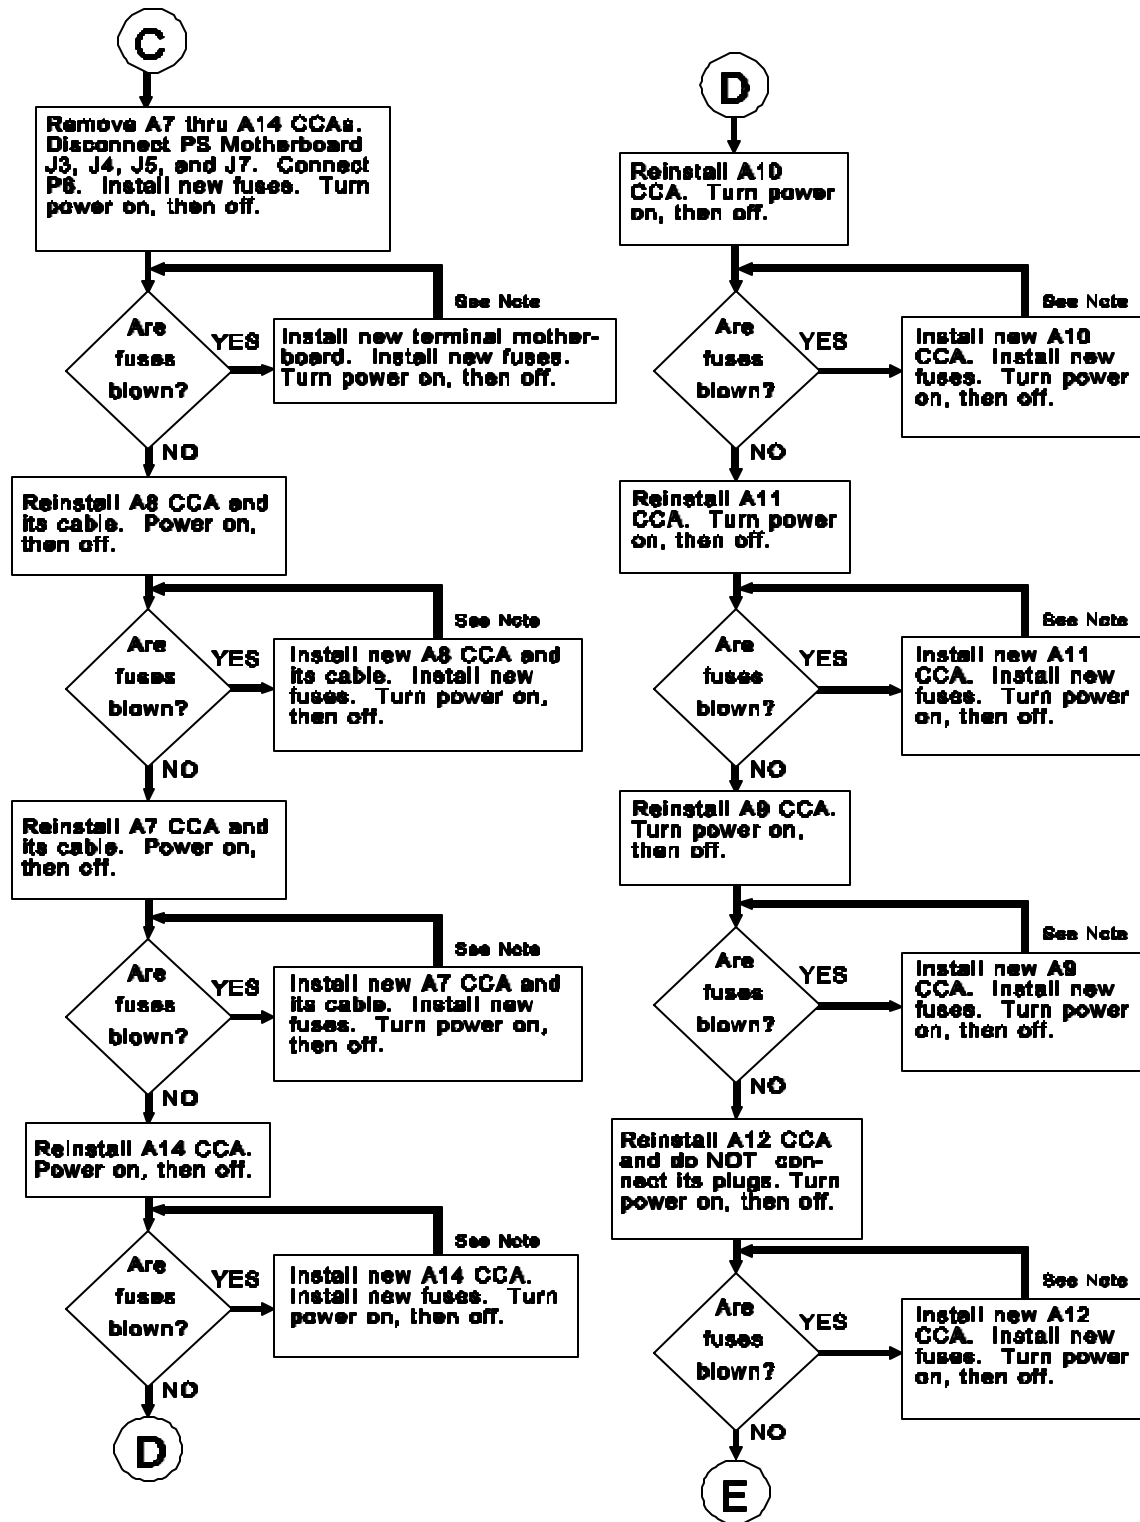 C
Remove A7 thru A14 CCAs.
Disconnect PS Motherboard
J3, J4, J5, and J7. Connect
P6. Install new fuses. Turn
power on, then off.
See Note
Are
fuses
blown?
YES
Install new terminal mother-
board. Install new fuses.
Turn power on, then off.
NO
Reinstall A8 CCA and
its cable. Power on,
then off.
See Note
Are
fuses
blown?
YES
Install new A8 CCA and
its cable. Install new
fuses. Turn power on,
then off.
NO
Reinstall A7 CCA and
its cable. Power on,
then off.
See Note
Are
fuses
blown?
YES
Install new A7 CCA and
its cable. Install new
fuses. Turn power on,
then off.
NO
Reinstall A14 CCA.
Power on, then off.
See Note
Are
fuses
blown?
YES
Install new A14 CCA.
Install new fuses. Turn
power on, then off.
NO
D
D
Reinstall A10
CCA. Turn power
on, then off.
See Note
Are
fuses
blown?
YES
Install new A10
CCA. Install new
fuses. Turn power
on, then off.
NO
Reinstall A11
CCA. Turn power
on, then off.
See Note
Are
fuses
blown?
YES
Install new A11
CCA. Install new
fuses. Turn power
on, then off.
NO
Reinstall A9 CCA.
Turn power on,
then off.
See Note
Are
fuses
blown?
YES
Install new A9
CCA. Install new
fuses. Turn power
on, then off.
NO
Reinstall A12 CCA
and do NOT con-
nect its plugs. Turn
power on, then off.
See Note
Are
fuses
blown?
YES
Install new A12
CCA. Install new
fuses. Turn power
on, then off.
NO
E